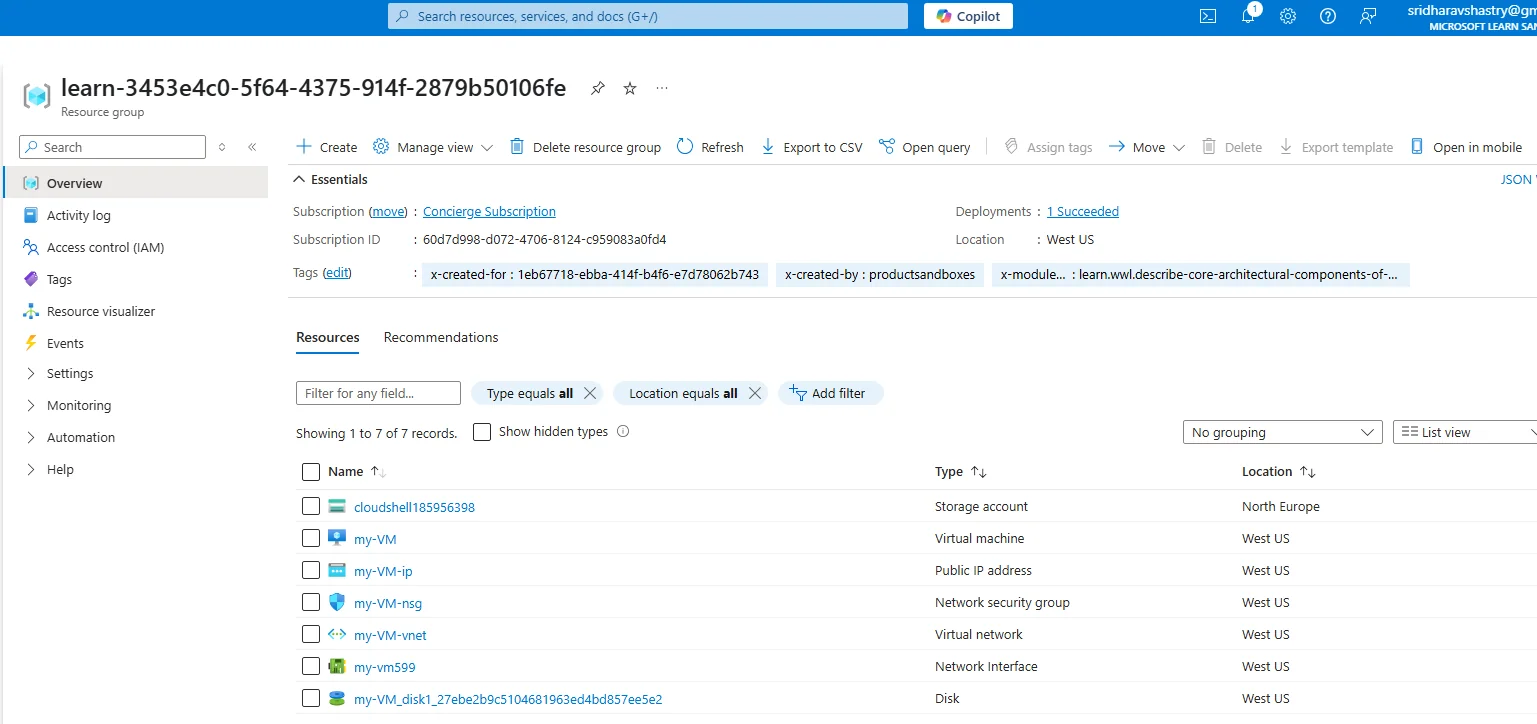 Search resources, services, and docs (G+/)
Copilot
1
sridharavshastry@gm
MICROSOFT LEARN SAN
learn-3453e4c0-5f64-4375-914f-2879b50106fe
Resource group
Search
Create Manage view Delete resource group Refresh Export to CSV Open query Assign tags Move Delete Export template Open in mobile
Overview
Activity log
Access control (IAM)
Tags
Resource visualizer
Events
Settings
Monitoring
Automation
Help
Essentials
JSON
Subscription (move) : Concierge Subscription
Deployments : 1 Succeeded
Subscription ID : 60d7d998-d072-4706-8124-c959083a0fd4
Location : West US
Tags (edit) : x-created-for : 1eb67718-ebba-414f-b4f6-e7d78062b743 x-created-by : productsandboxes x-module... : learn.wwl.describe-core-architectural-components-of-...
Resources Recommendations
Filter for any field... Type equals all Location equals all Add filter
Showing 1 to 7 of 7 records. Show hidden types No grouping List view
Name Type Location
cloudshell185956398 Storage account North Europe
my-VM Virtual machine West US
my-VM-ip Public IP address West US
my-VM-nsg Network security group West US
my-VM-vnet Virtual network West US
my-vm599 Network Interface West US
my-VM_disk1_27ebe2b9c5104681963ed4bd857ee5e2 Disk West US